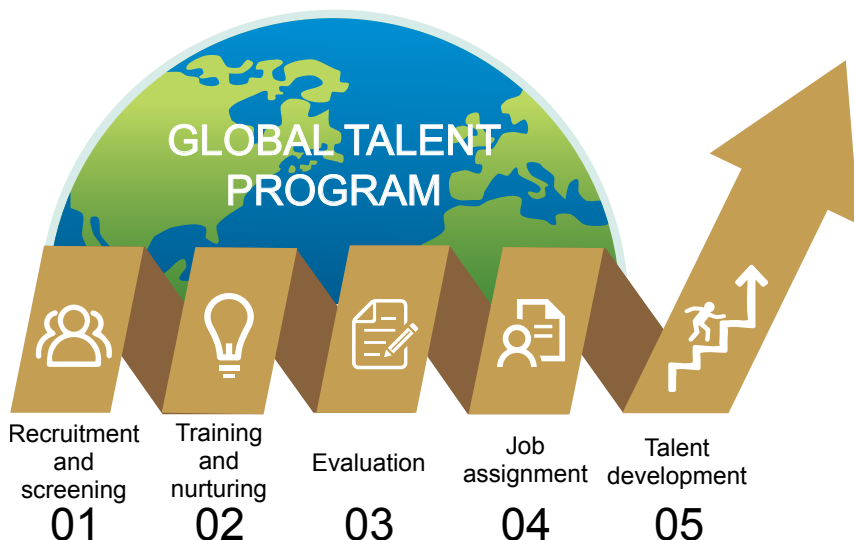 GLOBAL TALENT
PROGRAM
Recruitment
and
screening
01
Training
and
nurturing
02
Evaluation
03
Job
assignment
04
Talent
development
05